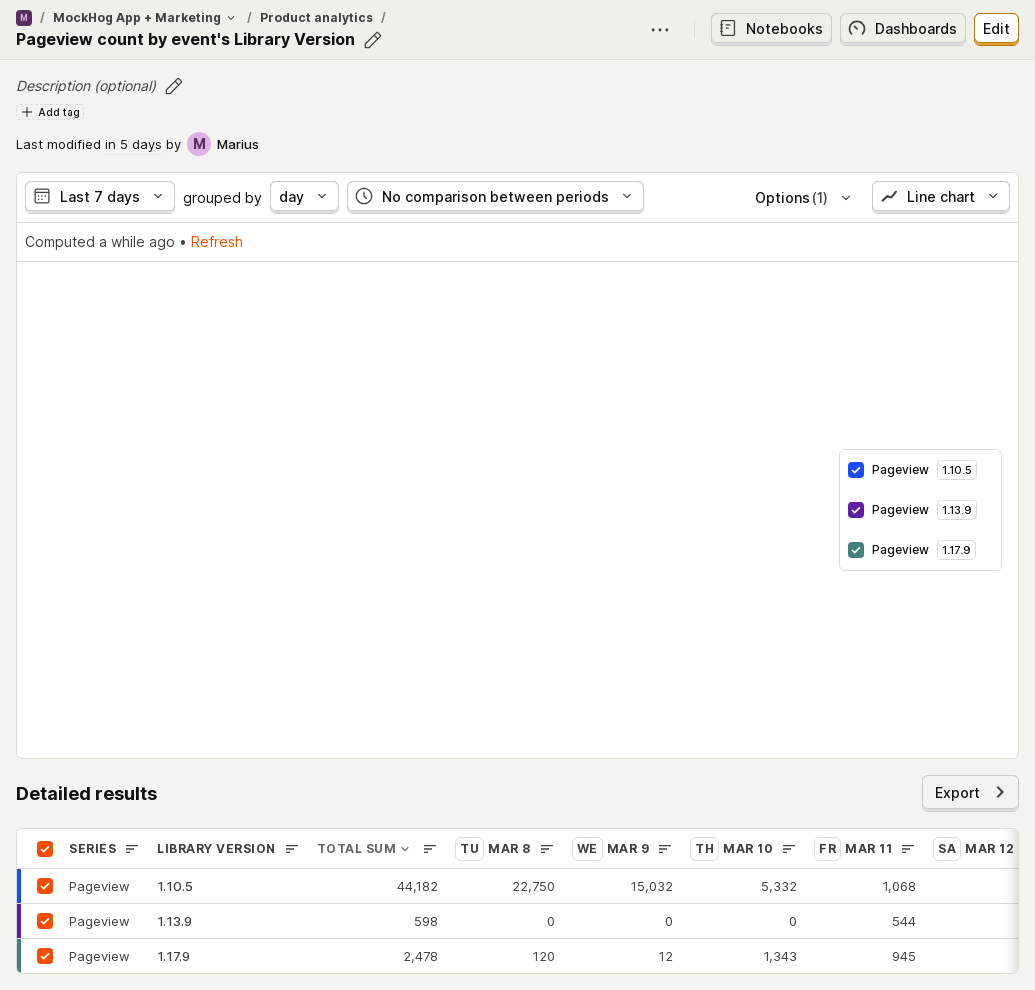 M / MockHog App + Marketing / Product analytics /
Pageview count by event's Library Version
Notebooks Dashboards Edit
Description (optional)
Add tag
Last modified in 5 days by M Marius
Last 7 days grouped by day No comparison between periods Options (1) Line chart
Computed a while ago • Refresh
Pageview 1.10.5
Pageview 1.13.9
Pageview 1.17.9
Detailed results
Export
SERIES LIBRARY VERSION TOTAL SUM TU MAR 8 WE MAR 9 TH MAR 10 FR MAR 11 SA MAR 12
Pageview 1.10.5 44,182 22,750 15,032 5,332 1,068
Pageview 1.13.9 598 0 0 0 544
Pageview 1.17.9 2,478 120 12 1,343 945